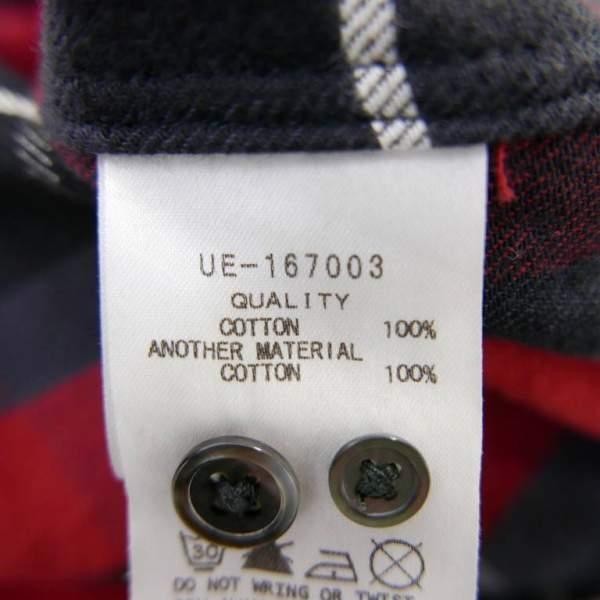 UE-167003
QUALITY
COTTON 100%
ANOTHER MATERIAL
COTTON 100%
30
DO NOT WRING OR TWIST